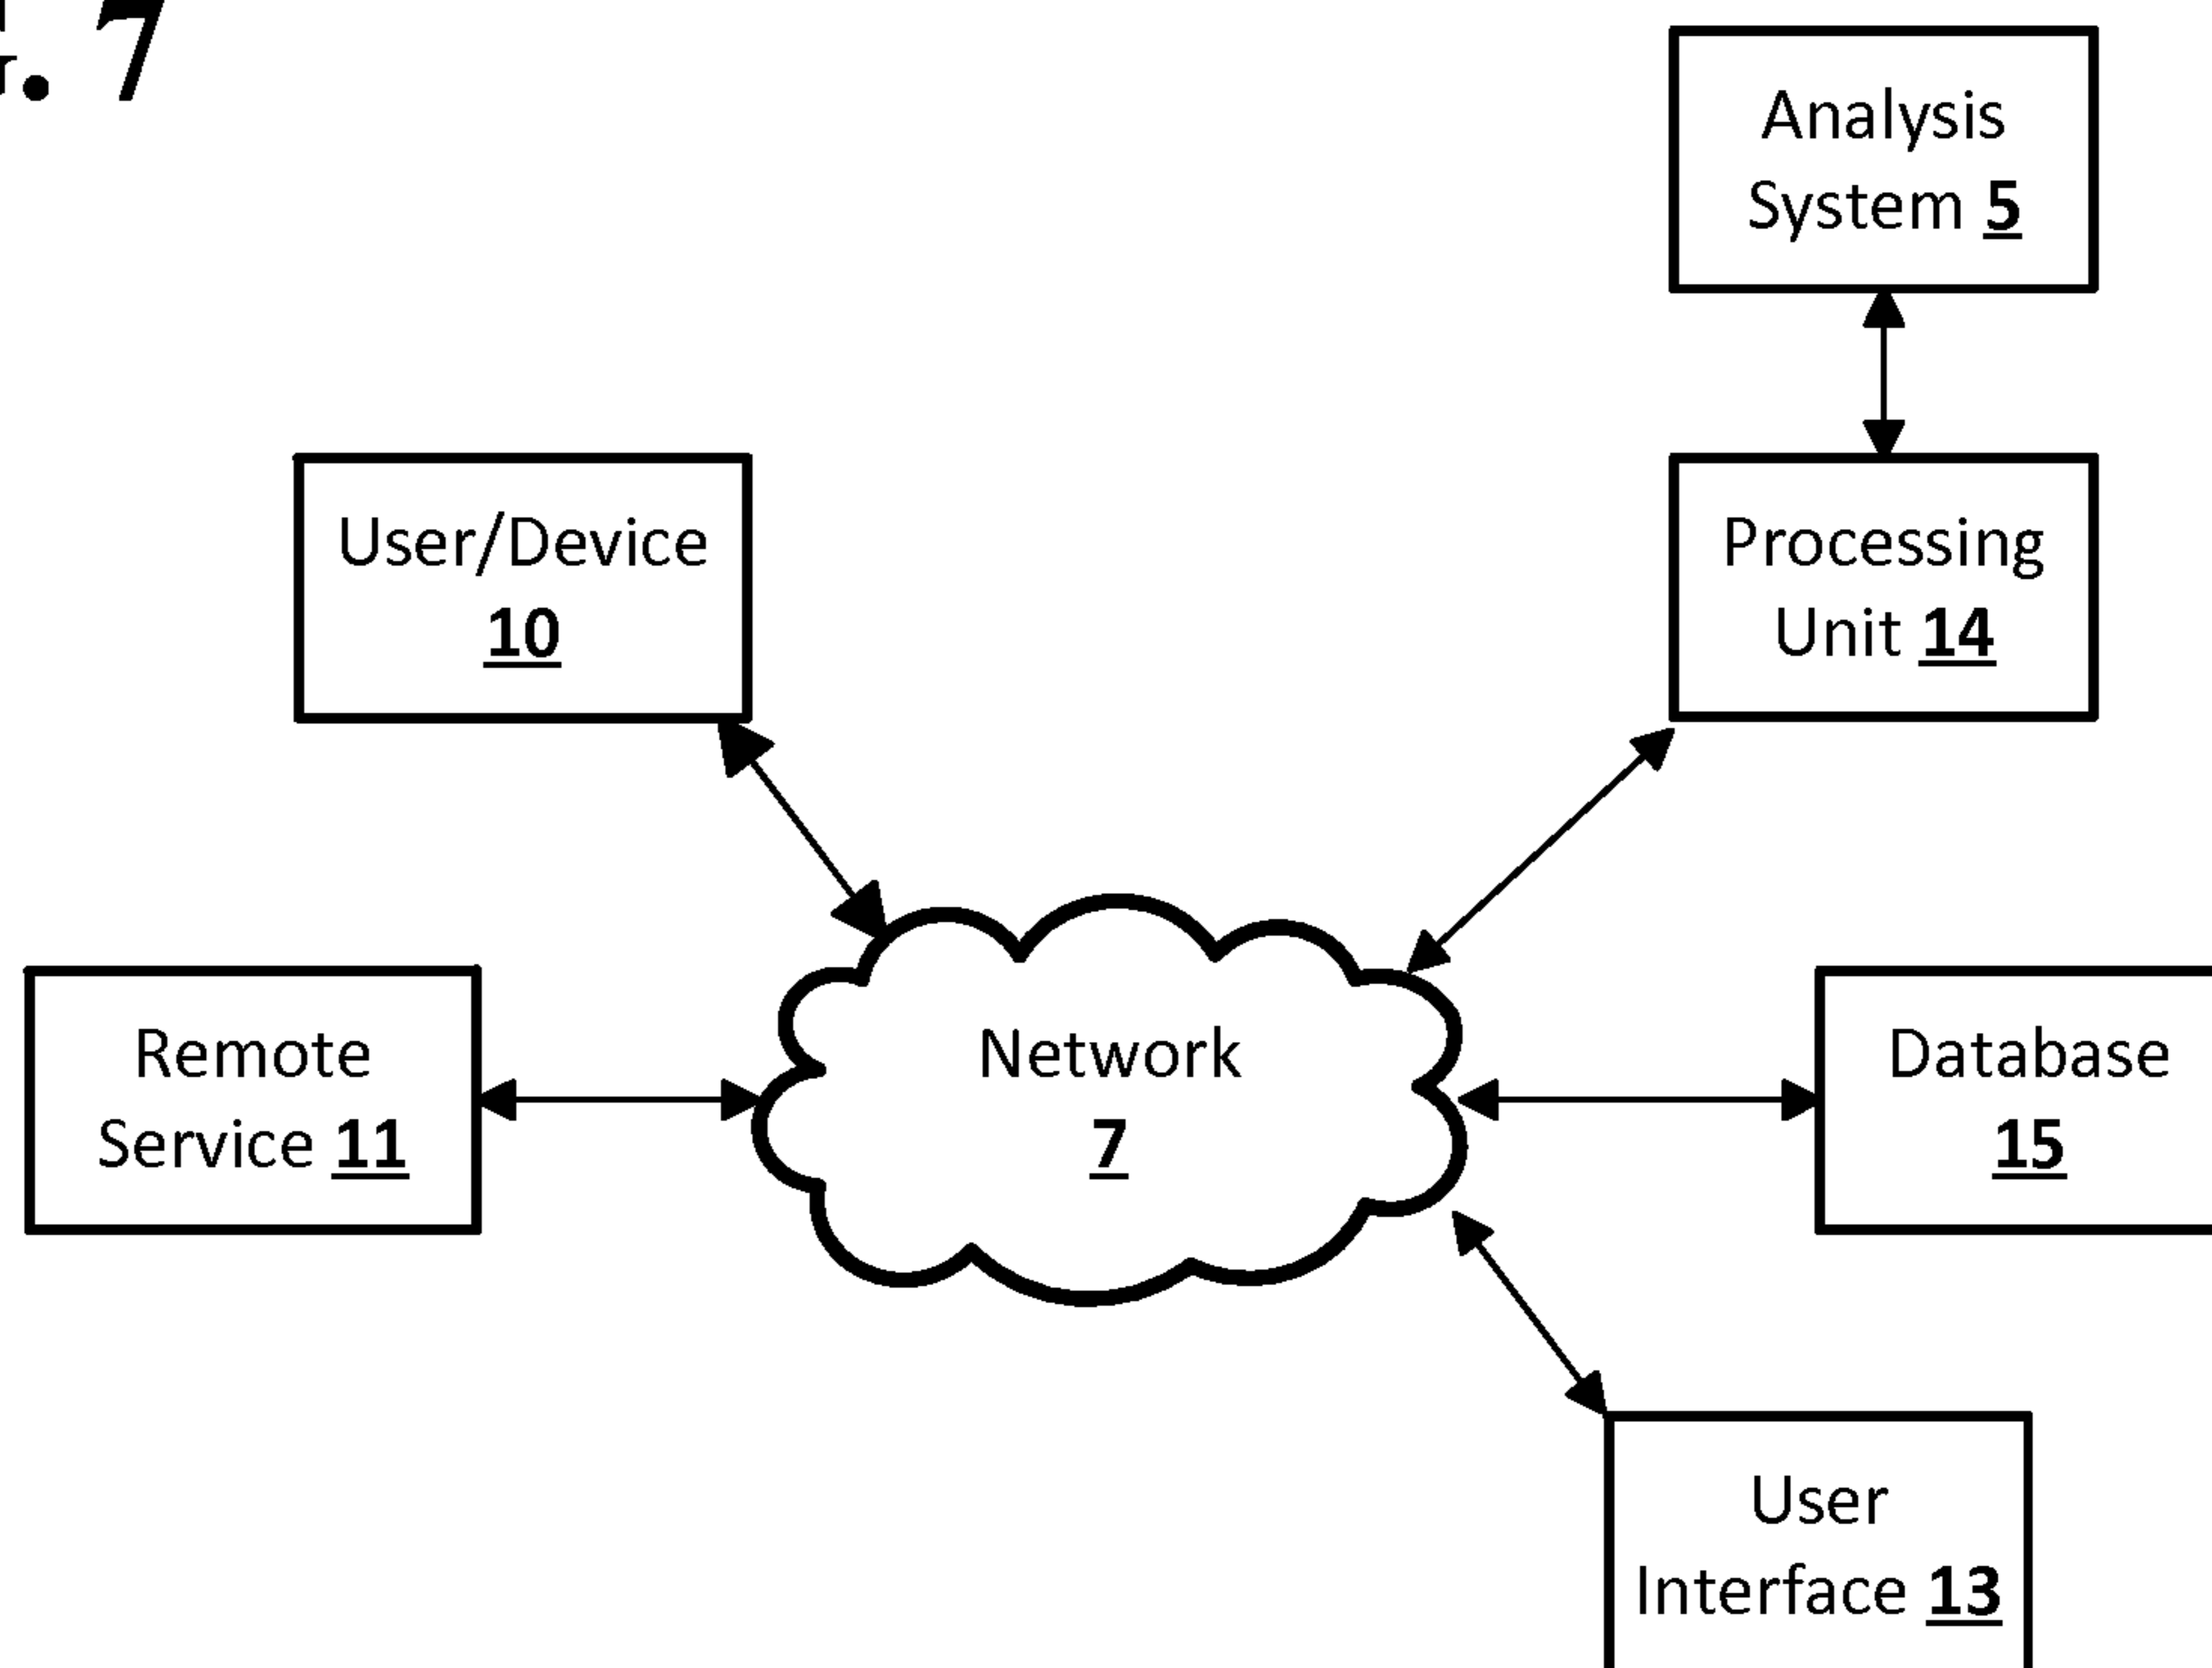 . 7
Analysis
System 5
User/Device
10
Processing
Unit 14
Remote
Service 11
Network
7
Database
15
User
Interface 13